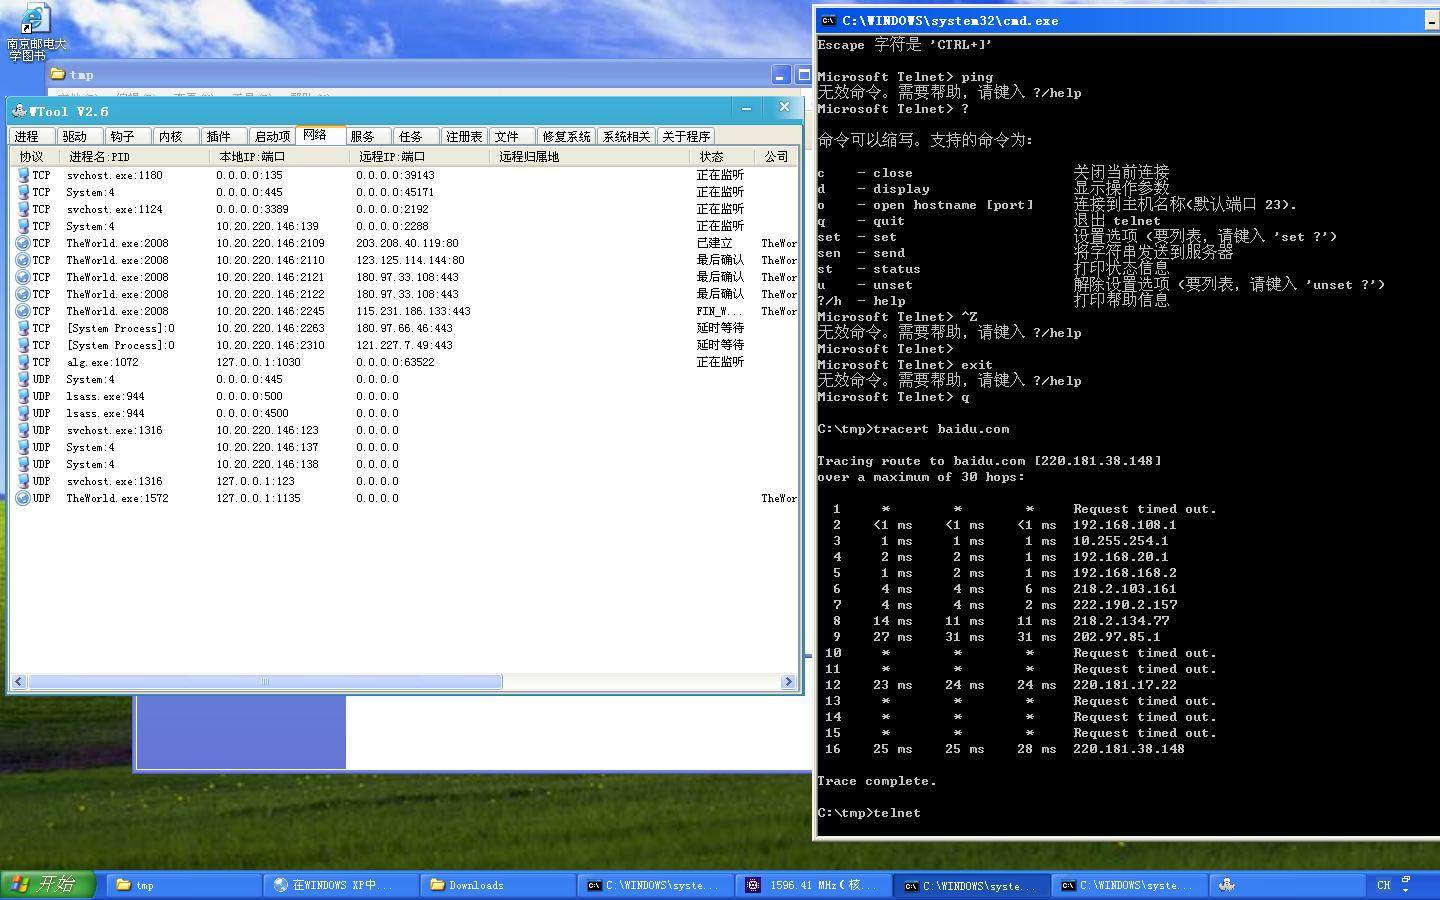 南京邮电大
学图书
tmp
WTool V2.6
进程 驱动 钩子 内核 插件 启动项 网络 服务 任务 注册表 文件 修复系统 系统相关 关于程序
协议 进程名:PID 本地IP:端口 远程IP:端口 远程归属地 状态 公司
TCP svchost.exe:1180 0.0.0.0:135 0.0.0.0:39143 正在监听
TCP System:4 0.0.0.0:445 0.0.0.0:45171 正在监听
TCP svchost.exe:1124 0.0.0.0:3389 0.0.0.0:2192 正在监听
TCP System:4 10.20.220.146:139 0.0.0.0:2288 正在监听
TCP TheWorld.exe:2008 10.20.220.146:2109 203.208.40.119:80 已建立 TheWor
TCP TheWorld.exe:2008 10.20.220.146:2110 123.125.114.144:80 最后确认 TheWor
TCP TheWorld.exe:2008 10.20.220.146:2121 180.97.33.108:443 最后确认 TheWor
TCP TheWorld.exe:2008 10.20.220.146:2122 180.97.33.108:443 最后确认 TheWor
TCP TheWorld.exe:2008 10.20.220.146:2245 115.231.186.133:443 FIN_W... TheWor
TCP [System Process]:0 10.20.220.146:2263 180.97.66.46:443 延时等待
TCP [System Process]:0 10.20.220.146:2310 121.227.7.49:443 延时等待
TCP alg.exe:1072 127.0.0.1:1030 0.0.0.0:63522 正在监听
UDP System:4 0.0.0.0:445 0.0.0.0
UDP lsass.exe:944 0.0.0.0:500 0.0.0.0
UDP lsass.exe:944 0.0.0.0:4500 0.0.0.0
UDP svchost.exe:1316 10.20.220.146:123 0.0.0.0
UDP System:4 10.20.220.146:137 0.0.0.0
UDP System:4 10.20.220.146:138 0.0.0.0
UDP svchost.exe:1316 127.0.0.1:123 0.0.0.0
UDP TheWorld.exe:1572 127.0.0.1:1135 0.0.0.0 TheWor
C:\WINDOWS\system32\cmd.exe
Escape 字符是 'CTRL+]'
Microsoft Telnet> ping
无效命令。需要帮助，请键入 ?/help
Microsoft Telnet> ?
命令可以缩写。支持的命令为:
c - close 关闭当前连接
d - display 显示操作参数
o - open hostname [port] 连接到主机名称(默认端口 23).
q - quit 退出 telnet
set - set 设置选项 (要列表，请键入 'set ?')
sen - send 将字符串发送到服务器
st - status 打印状态信息
u - unset 解除设置选项 (要列表，请键入 'unset ?')
?/h - help 打印帮助信息
Microsoft Telnet> ^Z
无效命令。需要帮助，请键入 ?/help
Microsoft Telnet>
Microsoft Telnet> exit
无效命令。需要帮助，请键入 ?/help
Microsoft Telnet> q
C:\tmp>tracert baidu.com
Tracing route to baidu.com [220.181.38.148]
over a maximum of 30 hops:
1 * * * Request timed out.
2 <1 ms <1 ms <1 ms 192.168.108.1
3 1 ms 1 ms 1 ms 10.255.254.1
4 2 ms 2 ms 1 ms 192.168.20.1
5 1 ms 2 ms 1 ms 192.168.168.2
6 4 ms 4 ms 6 ms 218.2.103.161
7 4 ms 4 ms 2 ms 222.190.2.157
8 14 ms 11 ms 11 ms 218.2.134.77
9 27 ms 31 ms 31 ms 202.97.85.1
10 * * * Request timed out.
11 * * * Request timed out.
12 23 ms 24 ms 24 ms 220.181.17.22
13 * * * Request timed out.
14 * * * Request timed out.
15 * * * Request timed out.
16 25 ms 25 ms 28 ms 220.181.38.148
Trace complete.
C:\tmp>telnet
开始 tmp 在WINDOWS XP中... Downloads C:\WINDOWS\syste... 1596.41 MHz(核... C:\WINDOWS\syste... C:\WINDOWS\syste... CH